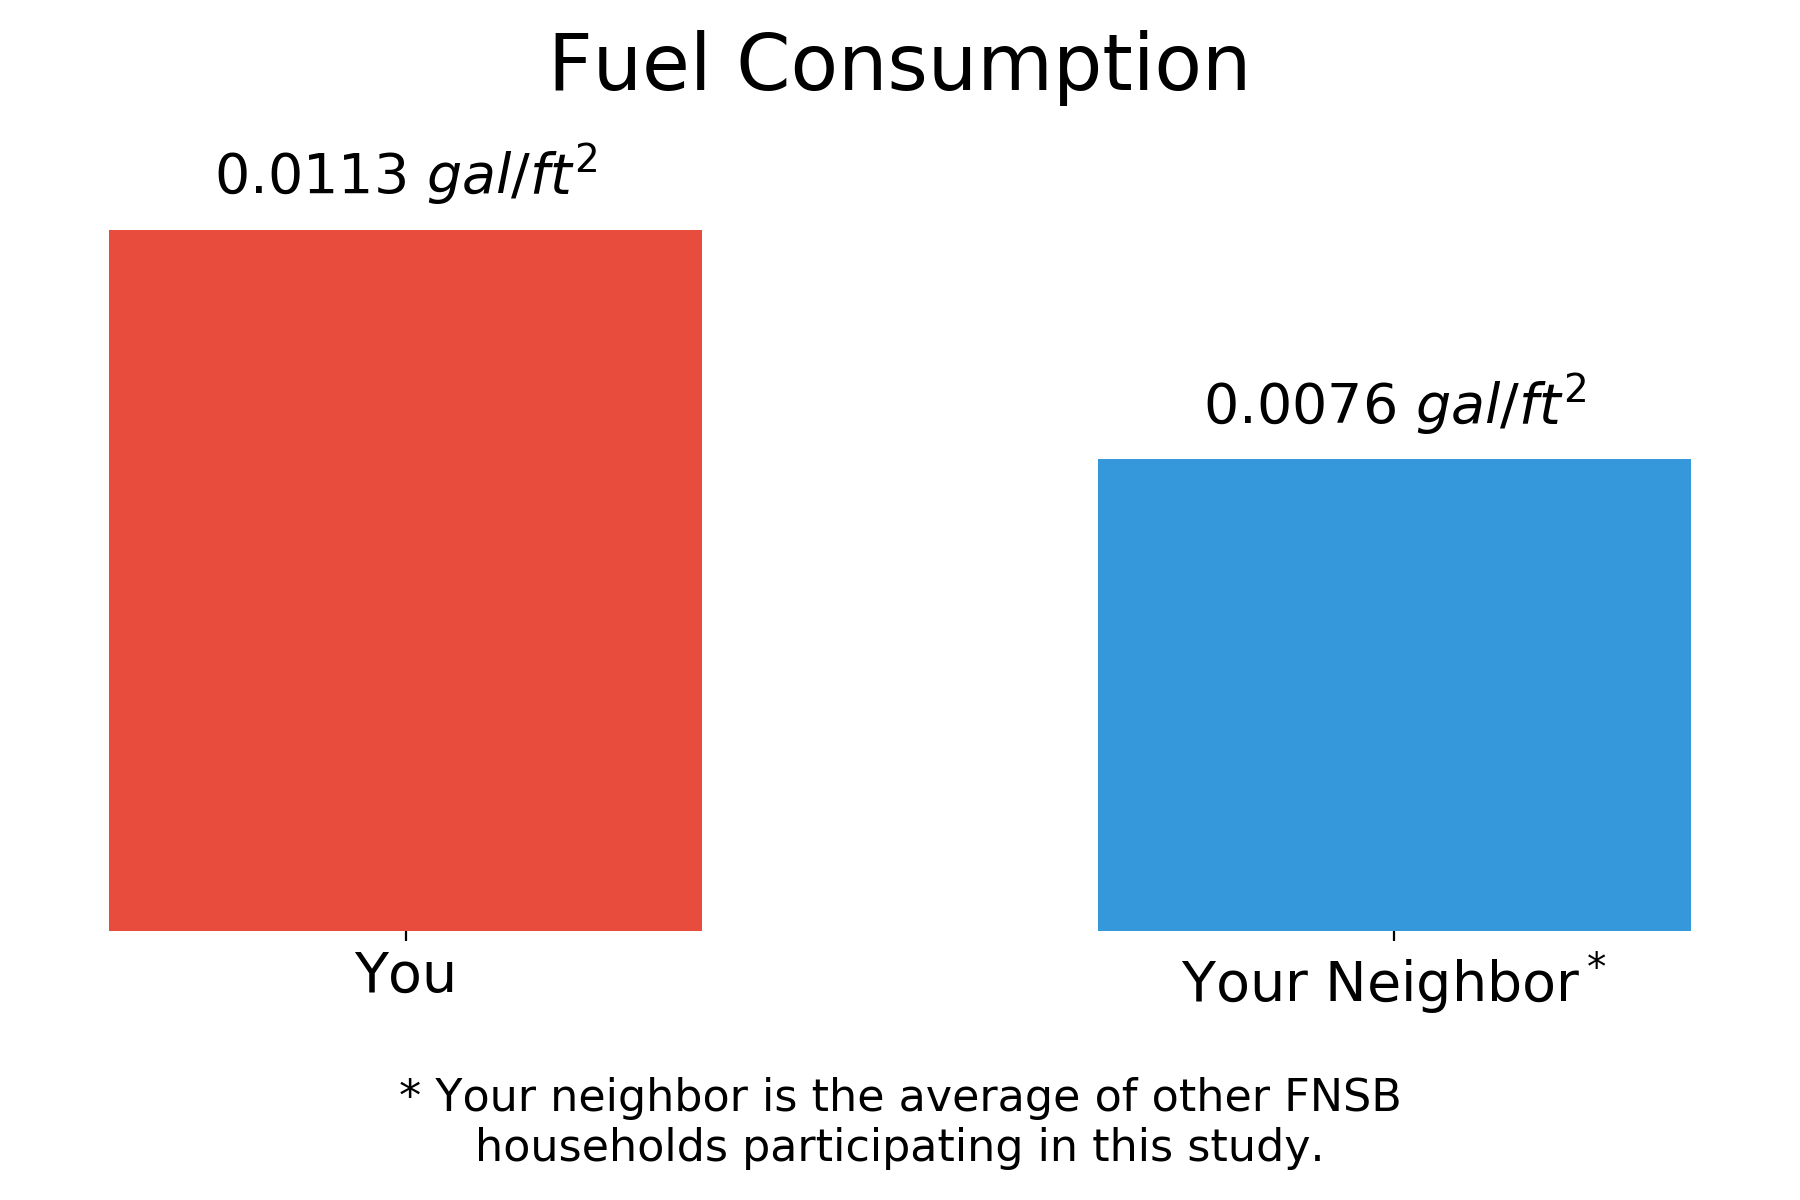 Fuel Consumption
0.0113 gal/ft²
0.0076 gal/ft²
You
Your Neighbor*
* Your neighbor is the average of other FNSB
households participating in this study.